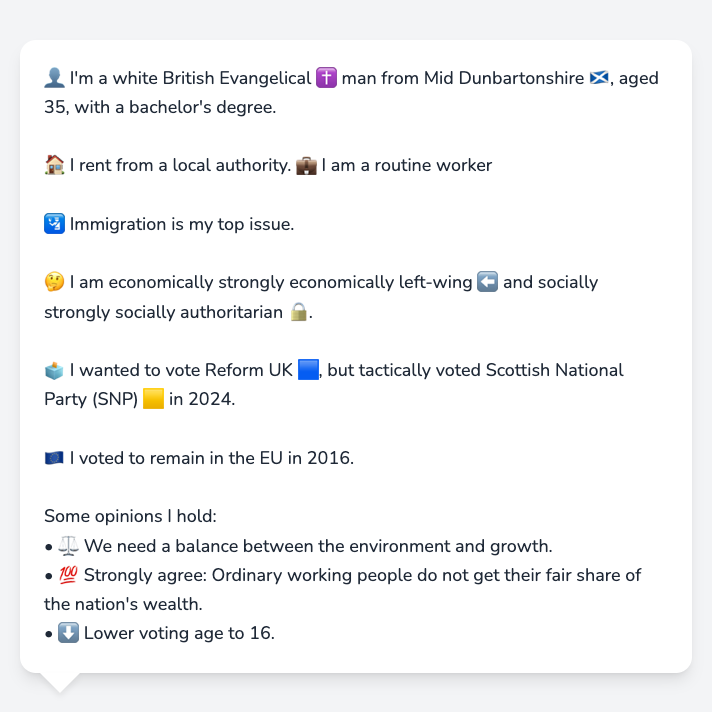 👤 I'm a white British Evangelical ✝️ man from Mid Dunbartonshire 🏴󠁧󠁢󠁳󠁣󠁴󠁿, aged
35, with a bachelor's degree.
🏠 I rent from a local authority. 💼 I am a routine worker
🛂 Immigration is my top issue.
🤔 I am economically strongly economically left-wing ⬅️ and socially
strongly socially authoritarian 🔒.
🗳️ I wanted to vote Reform UK 🟦, but tactically voted Scottish National
Party (SNP) 🟨 in 2024.
🇪🇺 I voted to remain in the EU in 2016.
Some opinions I hold:
• ⚖️ We need a balance between the environment and growth.
• 💯 Strongly agree: Ordinary working people do not get their fair share of
the nation's wealth.
• ⬇️ Lower voting age to 16.